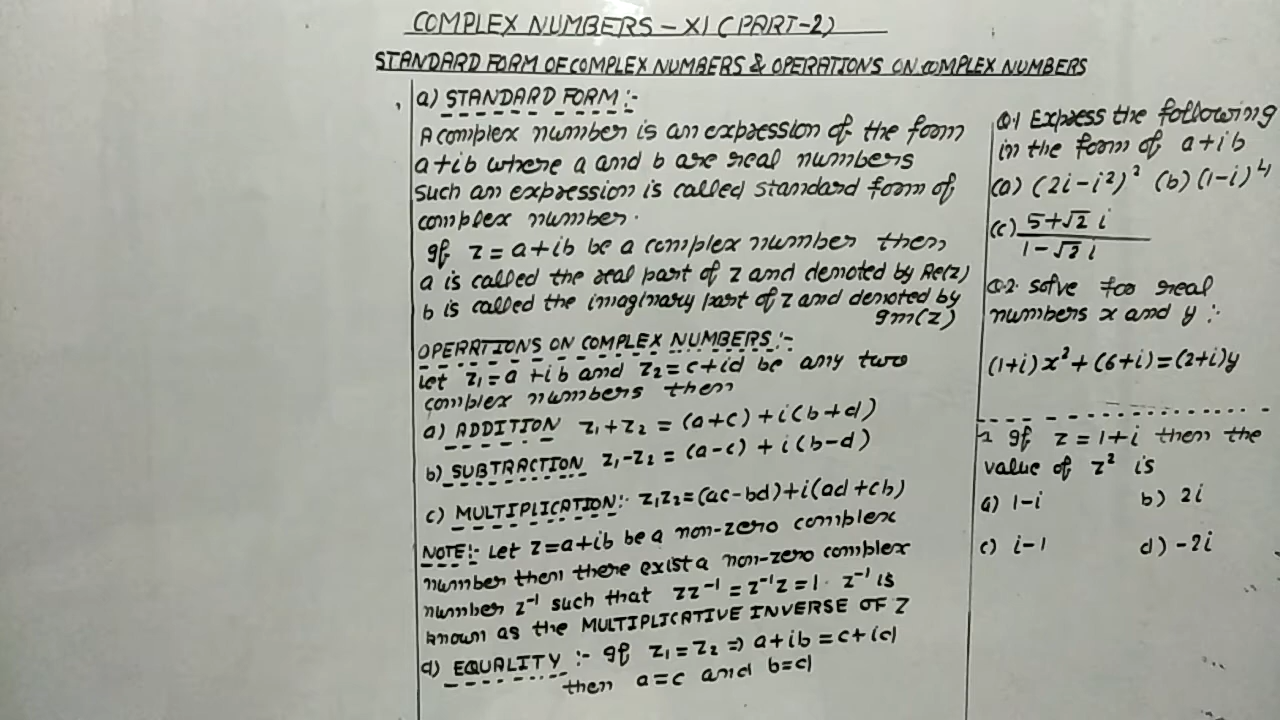 COMPLEX NUMBERS - XI (PART-2)
STANDARD FORM OF COMPLEX NUMBERS & OPERATIONS ON COMPLEX NUMBERS
a) STANDARD FORM :-
A complex number is an expression of the form
a+ib where a and b are real numbers
such an expression is called standard form of
complex number.
If z = a+ib be a complex number then
a is called the real part of z and denoted by Re(z)
b is called the imaginary part of z and denoted by
Im(z)
OPERATIONS ON COMPLEX NUMBERS :-
Let z₁ = a + ib and z₂ = c+id be any two
complex numbers then
a) ADDITION z₁+z₂ = (a+c) + i(b+d)
b) SUBTRACTION z₁-z₂ = (a-c) + i(b-d)
c) MULTIPLICATION :- z₁z₂ = (ac-bd)+i(ad+cb)
NOTE :- Let z=a+ib be a non-zero complex
number then there exist a non-zero complex
number z⁻¹ such that zz⁻¹ = z⁻¹z = 1. z⁻¹ is
known as the MULTIPLICATIVE INVERSE OF Z
d) EQUALITY :- If z₁ = z₂ ⇒ a+ib = c+id
then a=c and b=d
Q.1 Express the following
in the form of a+ib
(a) (2i-i²)² (b) (1-i)⁴
(c) 5+√2 i
1-√2 i
Q.2. Solve for real
numbers x and y :-
(1+i)x²+(6+i)=(2+i)y
If z = 1+i then the
value of z² is
a) 1-i b) 2i
c) i-1 d) -2i